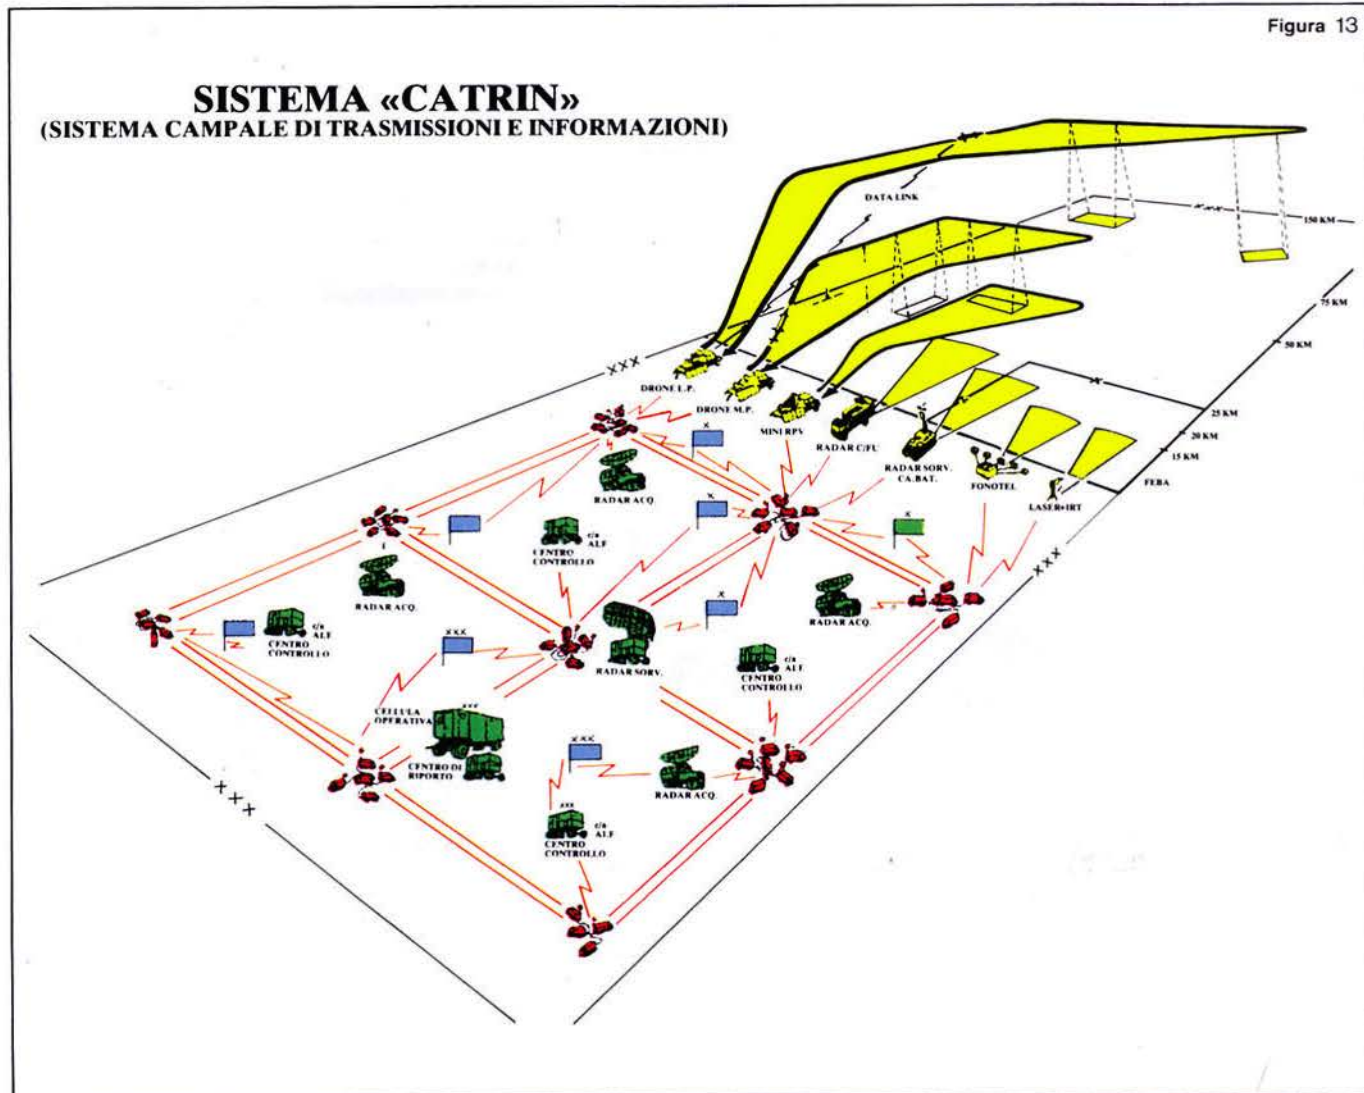 Figura 13
SISTEMA «CATRIN»
(SISTEMA CAMPALE DI TRASMISSIONI E INFORMAZIONI)
DATA LINK
XXX
150 KM
75 KM
50 KM
XXX
DRONE L.P.
DRONE M.P.
MINI RPV
RADAR C/FU
RADAR SORV.
CA.BAT.
FONOTEL
LASER+IRT
X
25 KM
20 KM
15 KM
FEBA
XXX
X
RADAR ACQ.
X
X
c/a
ALF
CENTRO
CONTROLLO
RADAR ACQ.
RADAR ACQ.
X
c/a
ALF
CENTRO
CONTROLLO
XXX
RADAR SORV.
c/a
ALF
CENTRO
CONTROLLO
CELLULA
OPERATIVA
XXX
CENTRO DI
RIPORTO
XXX
RADAR ACQ.
XXX
c/a
ALF
CENTRO
CONTROLLO
XXX